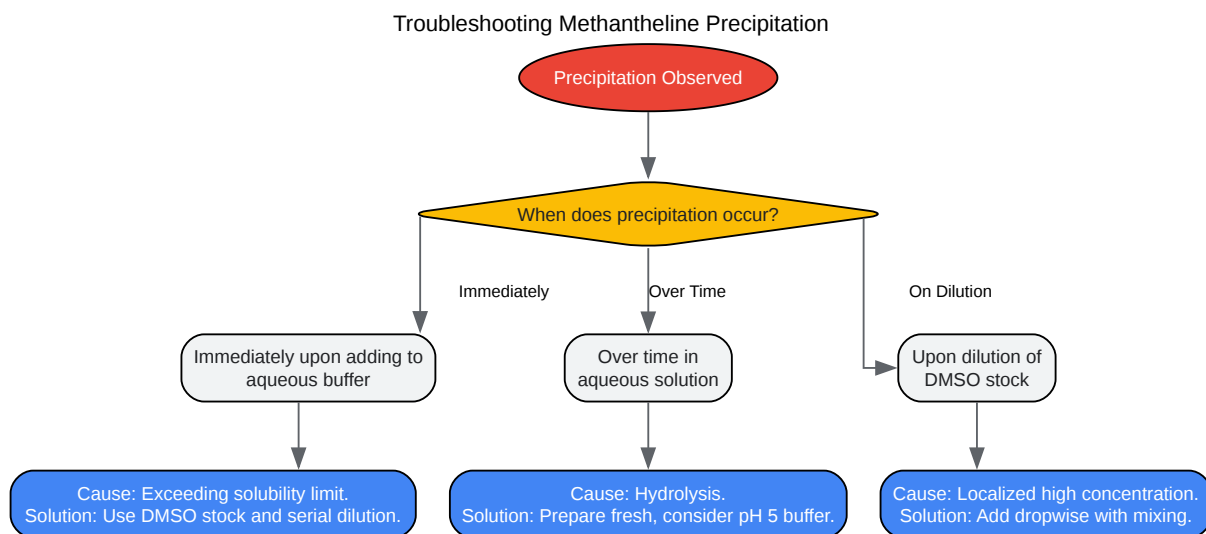 Troubleshooting Methantheline Precipitation
Precipitation Observed
When does precipitation occur?
Immediately
Over Time
On Dilution
Immediately upon adding to
aqueous buffer
Over time in
aqueous solution
Upon dilution of
DMSO stock
Cause: Exceeding solubility limit.
Solution: Use DMSO stock and serial dilution.
Cause: Hydrolysis.
Solution: Prepare fresh, consider pH 5 buffer.
Cause: Localized high concentration.
Solution: Add dropwise with mixing.